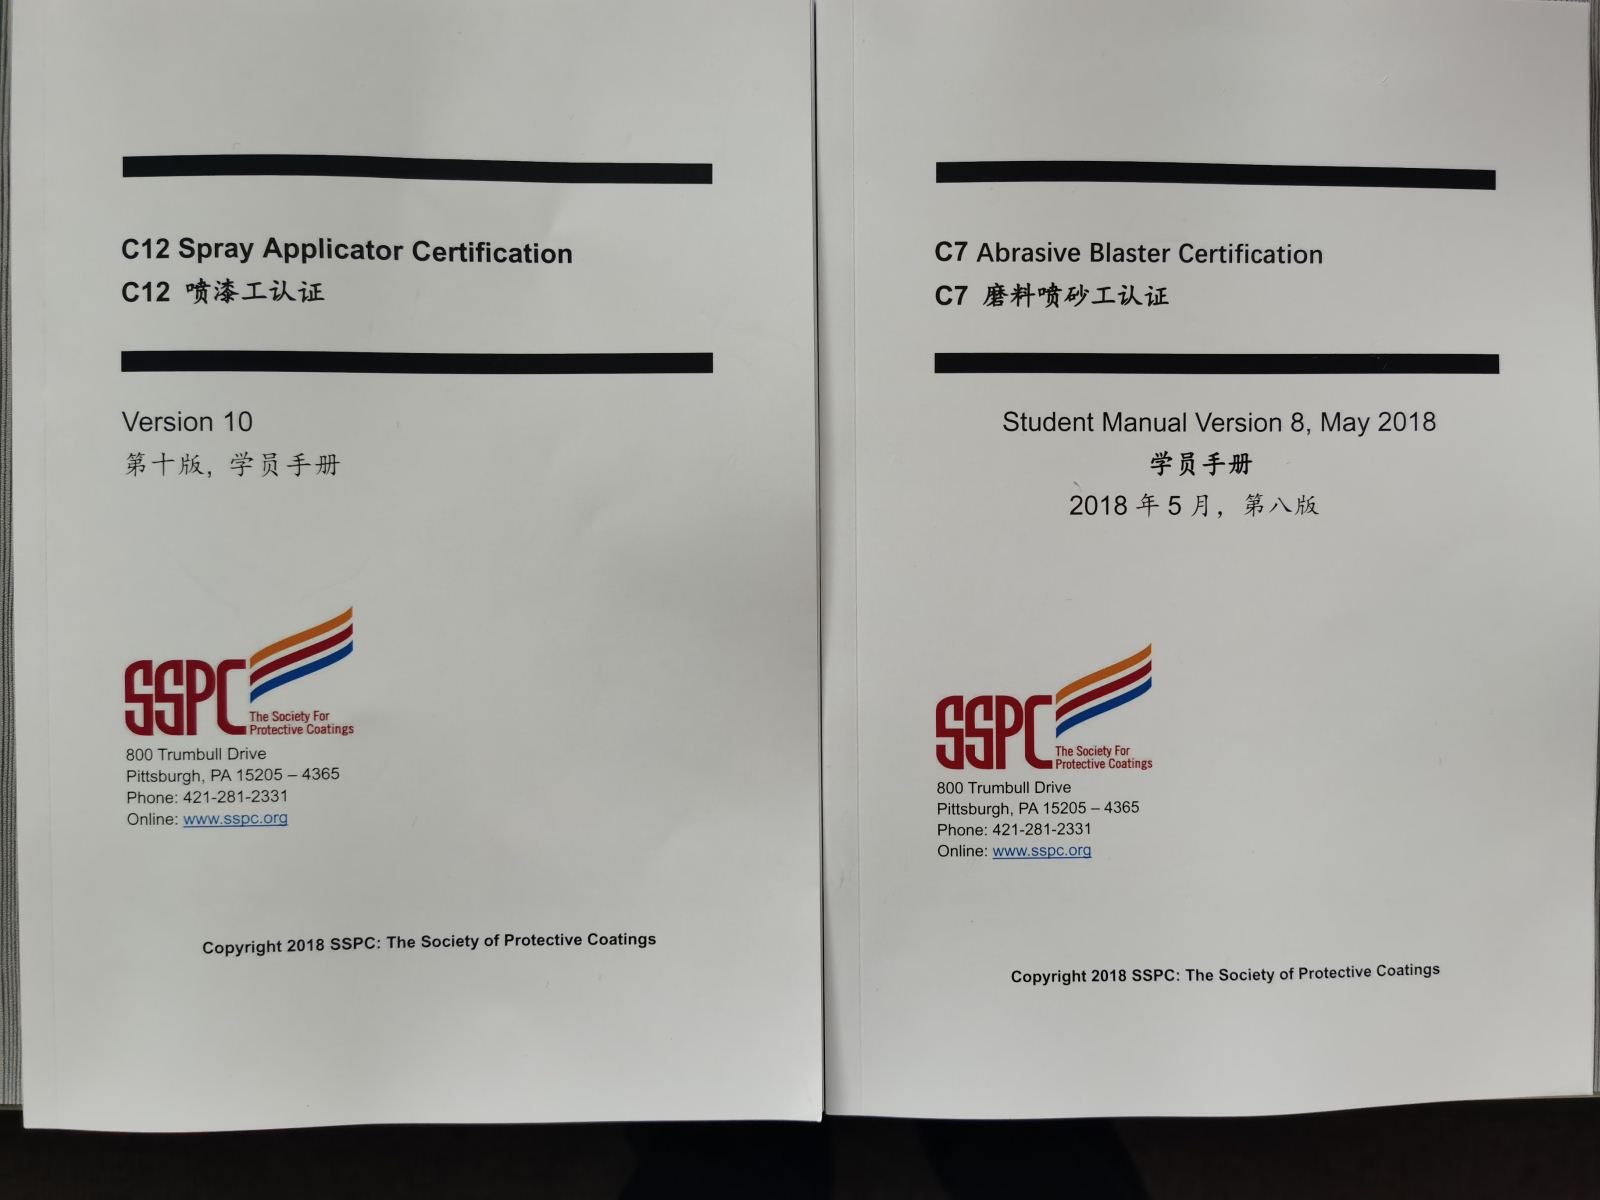 C12 Spray Applicator Certification
C12 喷漆工认证
Version 10
第十版, 学员手册
SSPC
The Society For
Protective Coatings
800 Trumbull Drive
Pittsburgh, PA 15205 – 4365
Phone: 421-281-2331
Online: www.sspc.org
Copyright 2018 SSPC: The Society of Protective Coatings
C7 Abrasive Blaster Certification
C7 磨料喷砂工认证
Student Manual Version 8, May 2018
学员手册
2018 年 5 月，第八版
SSPC
The Society For
Protective Coatings
800 Trumbull Drive
Pittsburgh, PA 15205 – 4365
Phone: 421-281-2331
Online: www.sspc.org
Copyright 2018 SSPC: The Society of Protective Coatings